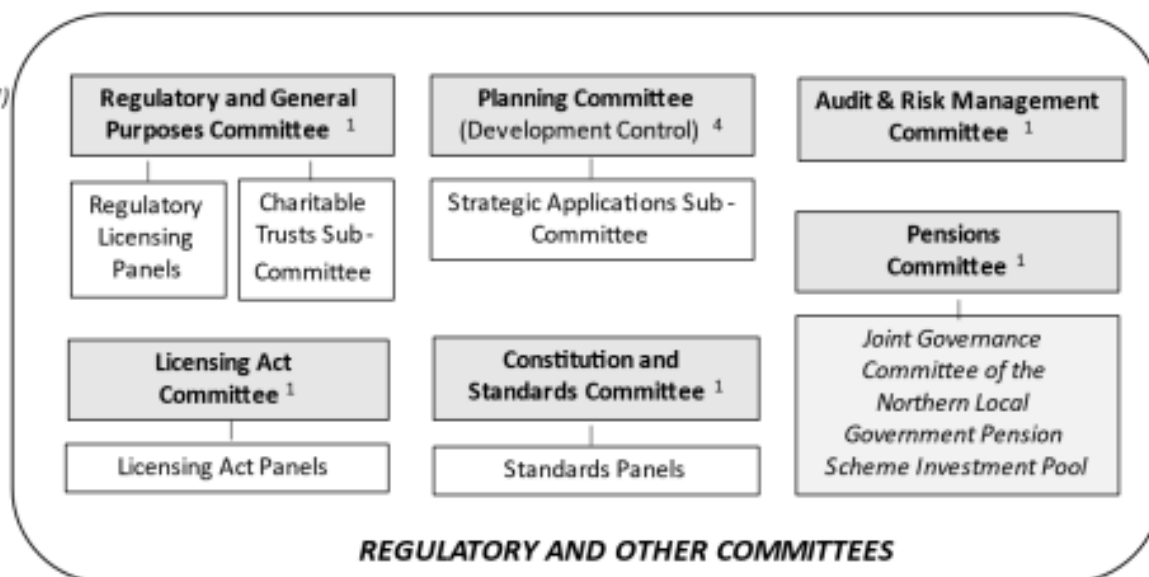 Regulatory and General
Purposes Committee 1
Regulatory
Licensing
Panels
Charitable
Trusts Sub -
Committee
Planning Committee
(Development Control) 4
Strategic Applications Sub -
Committee
Audit & Risk Management
Committee 1
Pensions
Committee 1
Joint Governance
Committee of the
Northern Local
Government Pension
Scheme Investment Pool
Licensing Act
Committee 1
Licensing Act Panels
Constitution and
Standards Committee 1
Standards Panels
REGULATORY AND OTHER COMMITTEES